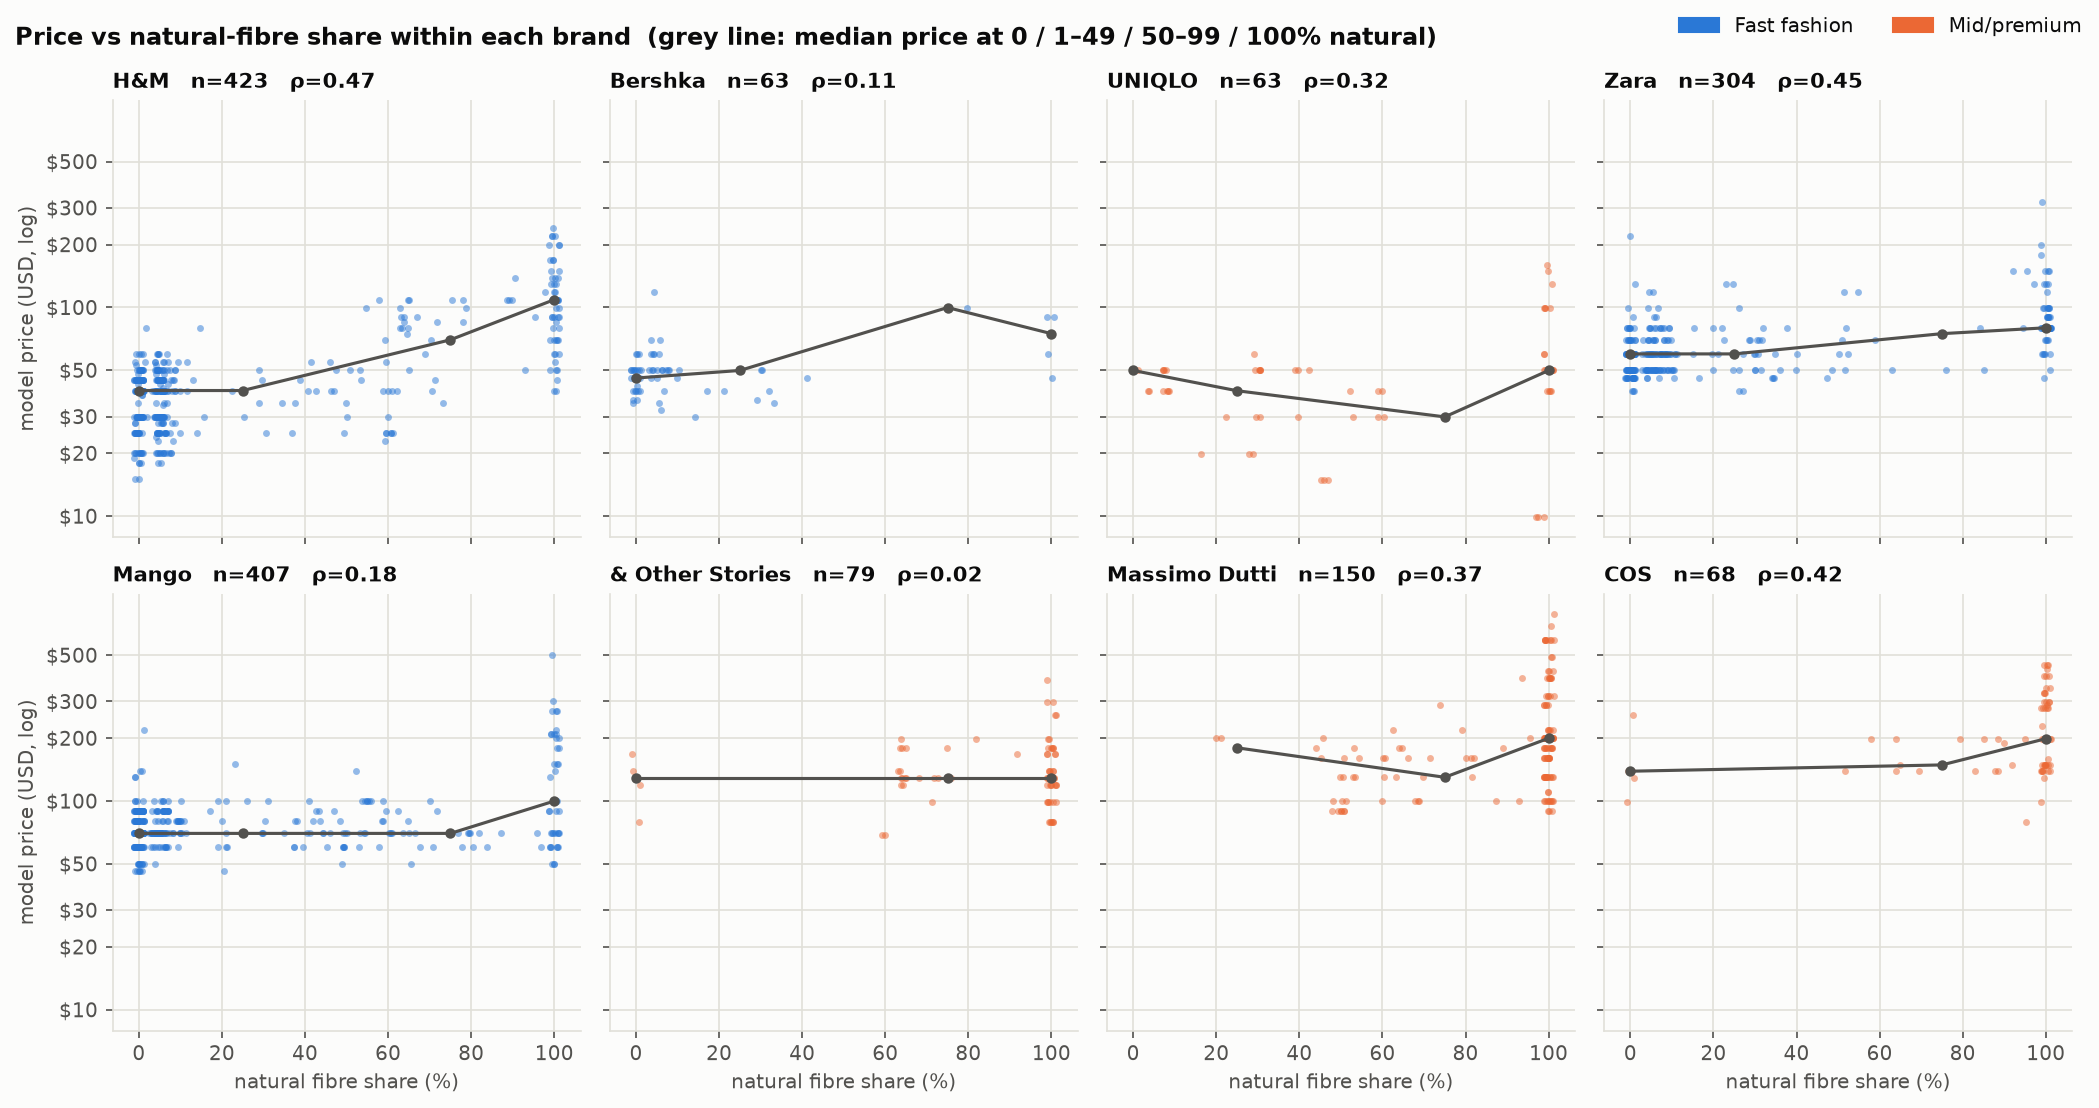 Price vs natural-fibre share within each brand  (grey line: median price at 0 / 1–49 / 50–99 / 100% natural)
Fast fashion
Mid/premium
H&M   n=423   ρ=0.47
Bershka   n=63   ρ=0.11
UNIQLO   n=63   ρ=0.32
Zara   n=304   ρ=0.45
model price (USD, log)
$500
$300
$200
$100
$50
$30
$20
$10
Mango   n=407   ρ=0.18
& Other Stories   n=79   ρ=0.02
Massimo Dutti   n=150   ρ=0.37
COS   n=68   ρ=0.42
model price (USD, log)
$500
$300
$200
$100
$50
$30
$20
$10
0 20 40 60 80 100
0 20 40 60 80 100
0 20 40 60 80 100
0 20 40 60 80 100
natural fibre share (%)
natural fibre share (%)
natural fibre share (%)
natural fibre share (%)